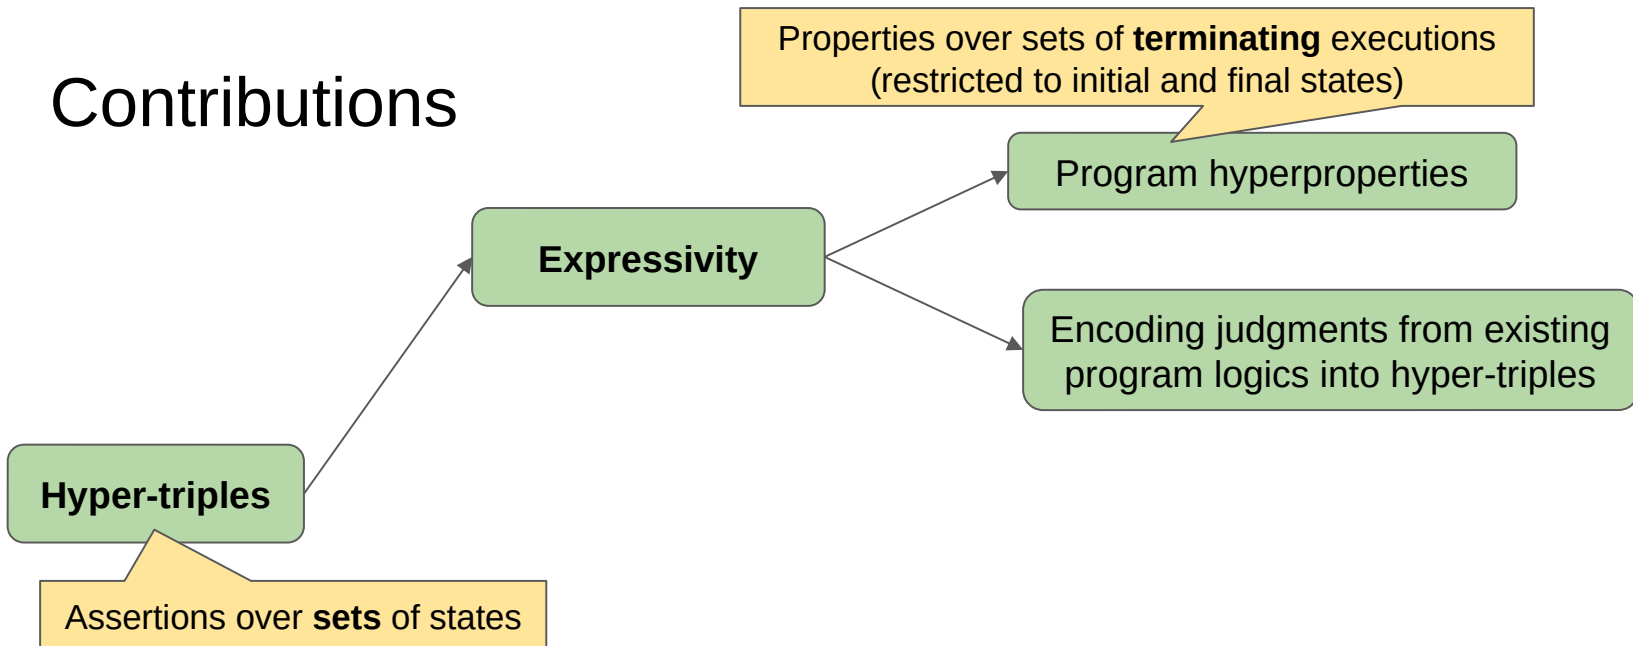 Contributions
Properties over sets of terminating executions
(restricted to initial and final states)
Program hyperproperties
Expressivity
Encoding judgments from existing
program logics into hyper-triples
Hyper-triples
Assertions over sets of states